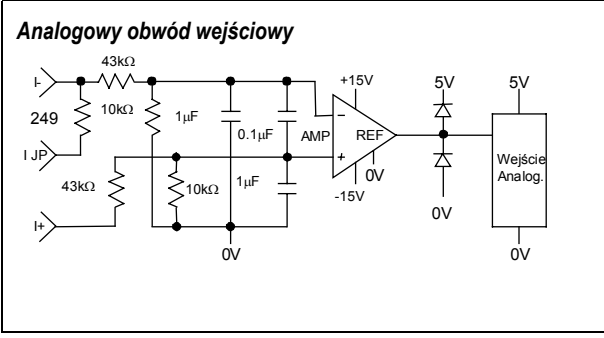 Analogowy obwód wejściowy
43kΩ
I-
+15V
5V
5V
249
10kΩ
1µF
0.1µF
AMP
−
REF
I JP
+
Wejście
Analog.
43kΩ
10kΩ
1µF
0V
-15V
0V
I+
0V
0V